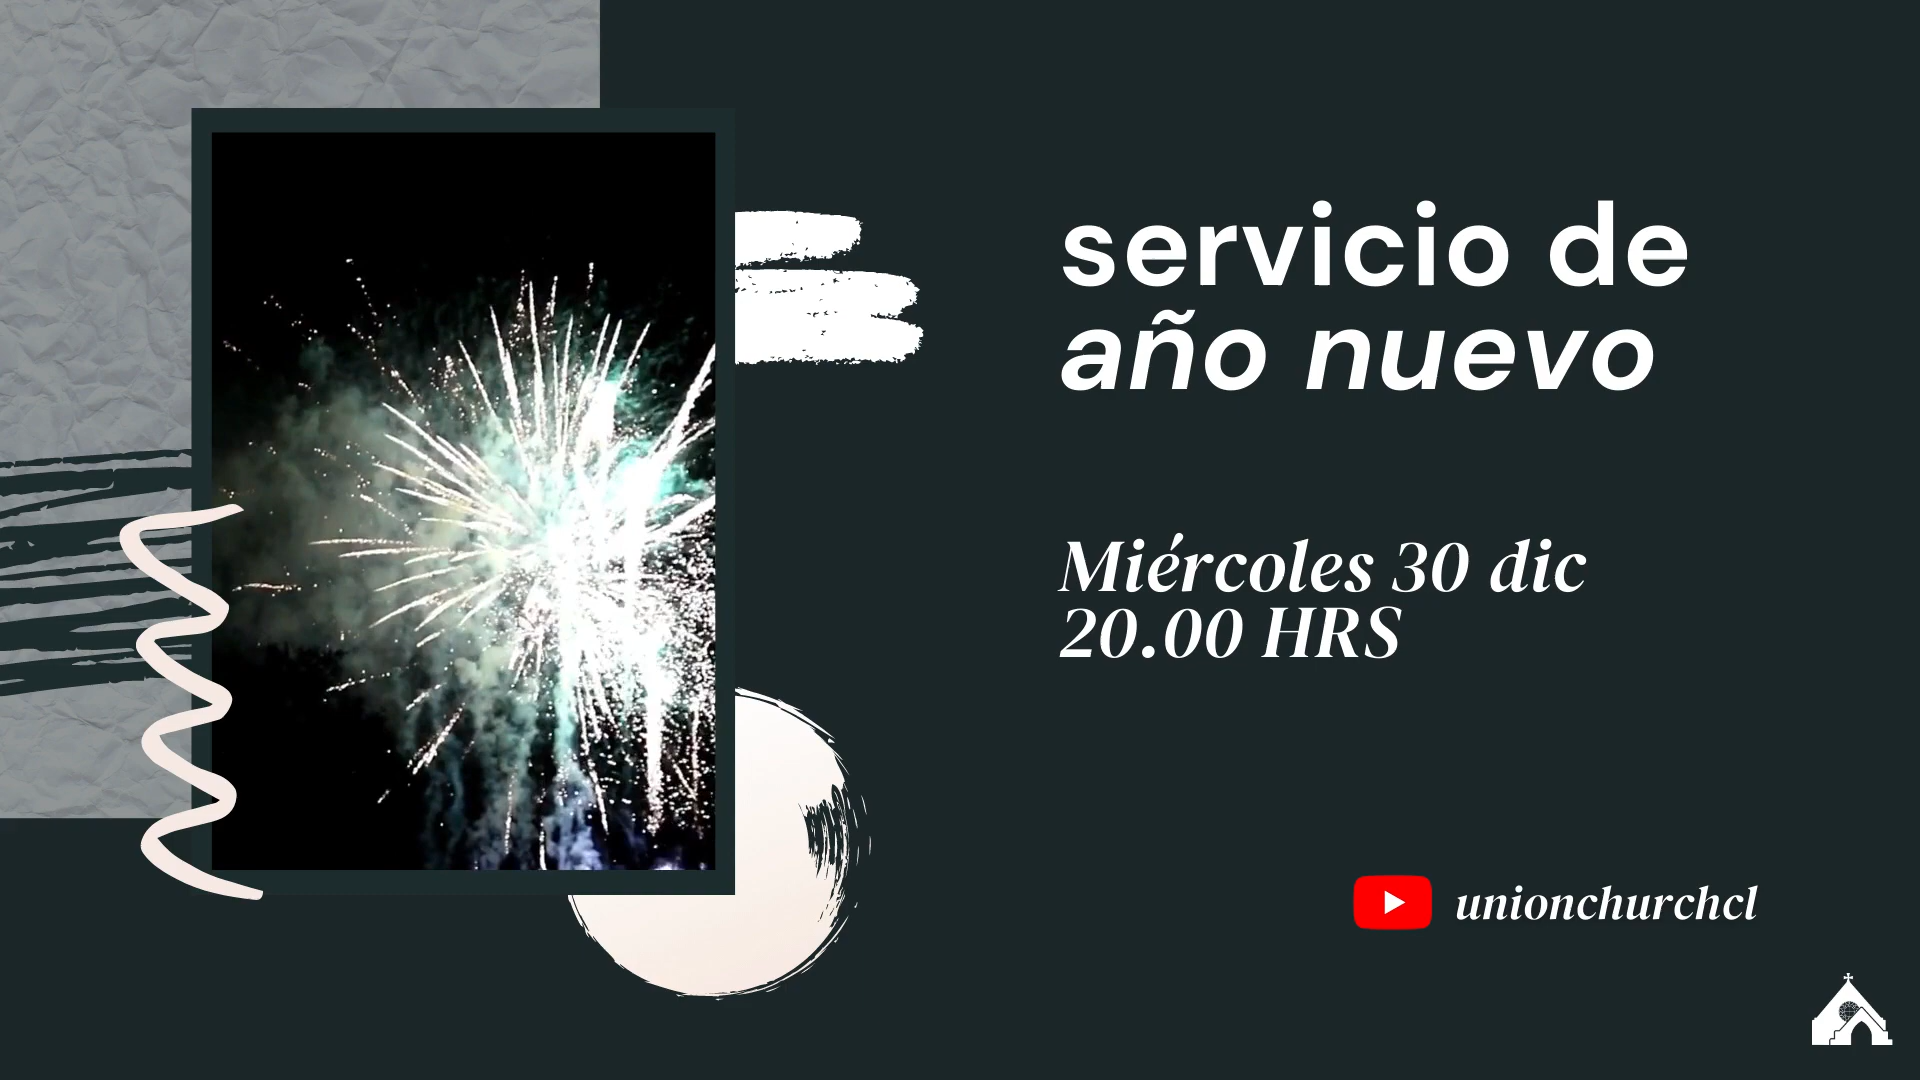 servicio de
año nuevo
Miércoles 30 dic
20.00 HRS
unionchurchcl